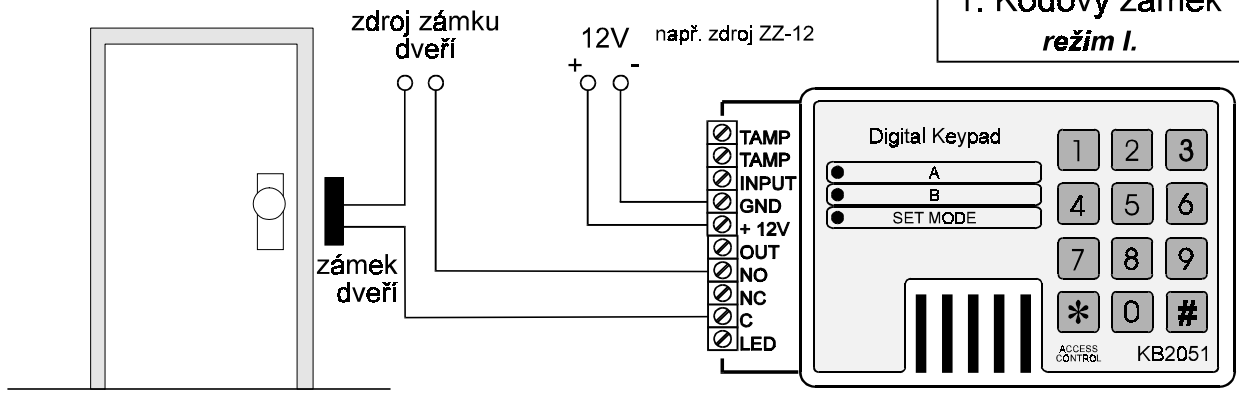 1. Kódový zámek
režim I.
zdroj zámku
dveří
12V
např. zdroj ZZ-12
+ -
zámek
dveří
TAMP
TAMP
INPUT
GND
+ 12V
OUT
NO
NC
C
LED
Digital Keypad
A
B
SET MODE
1 2 3
4 5 6
7 8 9
* 0 #
ACCESS
CONTROL
KB2051